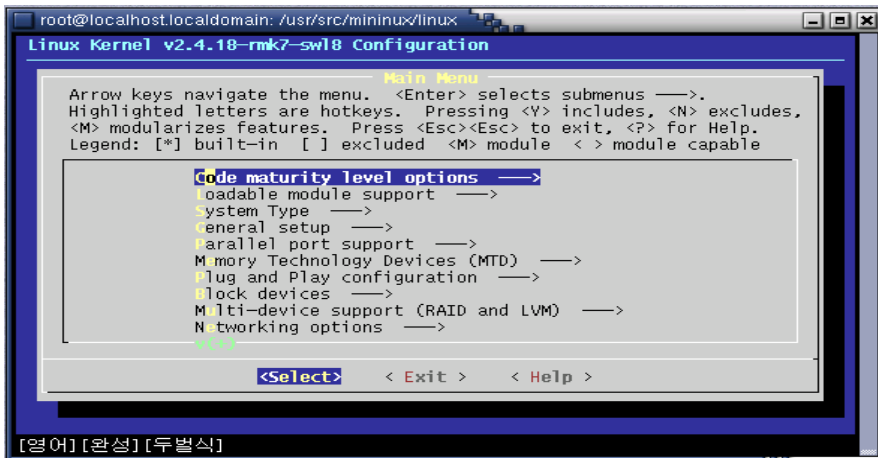 root@localhost.localdomain: /usr/src/mininux/linux
Linux Kernel v2.4.18-rmk7-swl8 Configuration
Main Menu
Arrow keys navigate the menu. <Enter> selects submenus --->.
Highlighted letters are hotkeys. Pressing <Y> includes, <N> excludes,
<M> modularizes features. Press <Esc><Esc> to exit, <?> for Help.
Legend: [*] built-in [ ] excluded <M> module < > module capable
Code maturity level options --->
Loadable module support --->
System Type --->
General setup --->
Parallel port support --->
Memory Technology Devices (MTD) --->
Plug and Play configuration --->
Block devices --->
Multi-device support (RAID and LVM) --->
Networking options --->
v(+)
<Select> < Exit > < Help >
[영어][완성][두벌식]